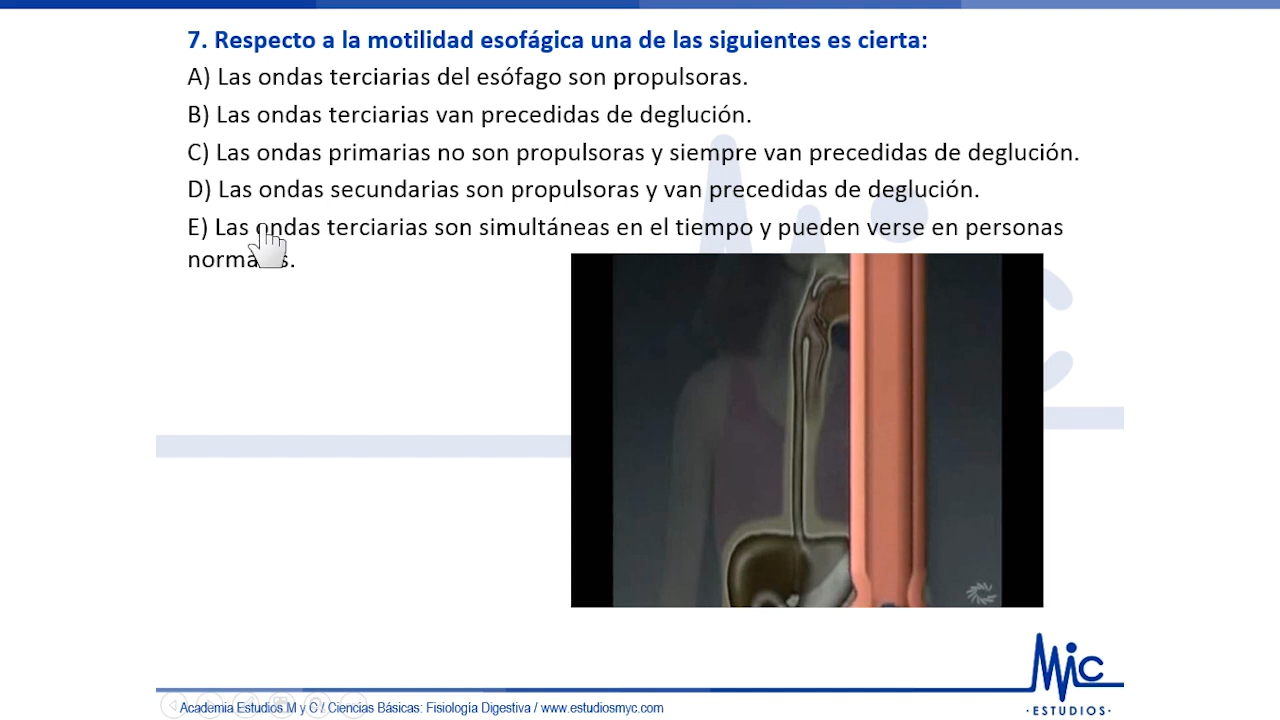 7. Respecto a la motilidad esofágica una de las siguientes es cierta:
A) Las ondas terciarias del esófago son propulsoras.
B) Las ondas terciarias van precedidas de deglución.
C) Las ondas primarias no son propulsoras y siempre van precedidas de deglución.
D) Las ondas secundarias son propulsoras y van precedidas de deglución.
E) Las ondas terciarias son simultáneas en el tiempo y pueden verse en personas
normales.
MiC
·ESTUDIOS·
Academia Estudios M y C / Ciencias Básicas: Fisiología Digestiva / www.estudiosmyc.com